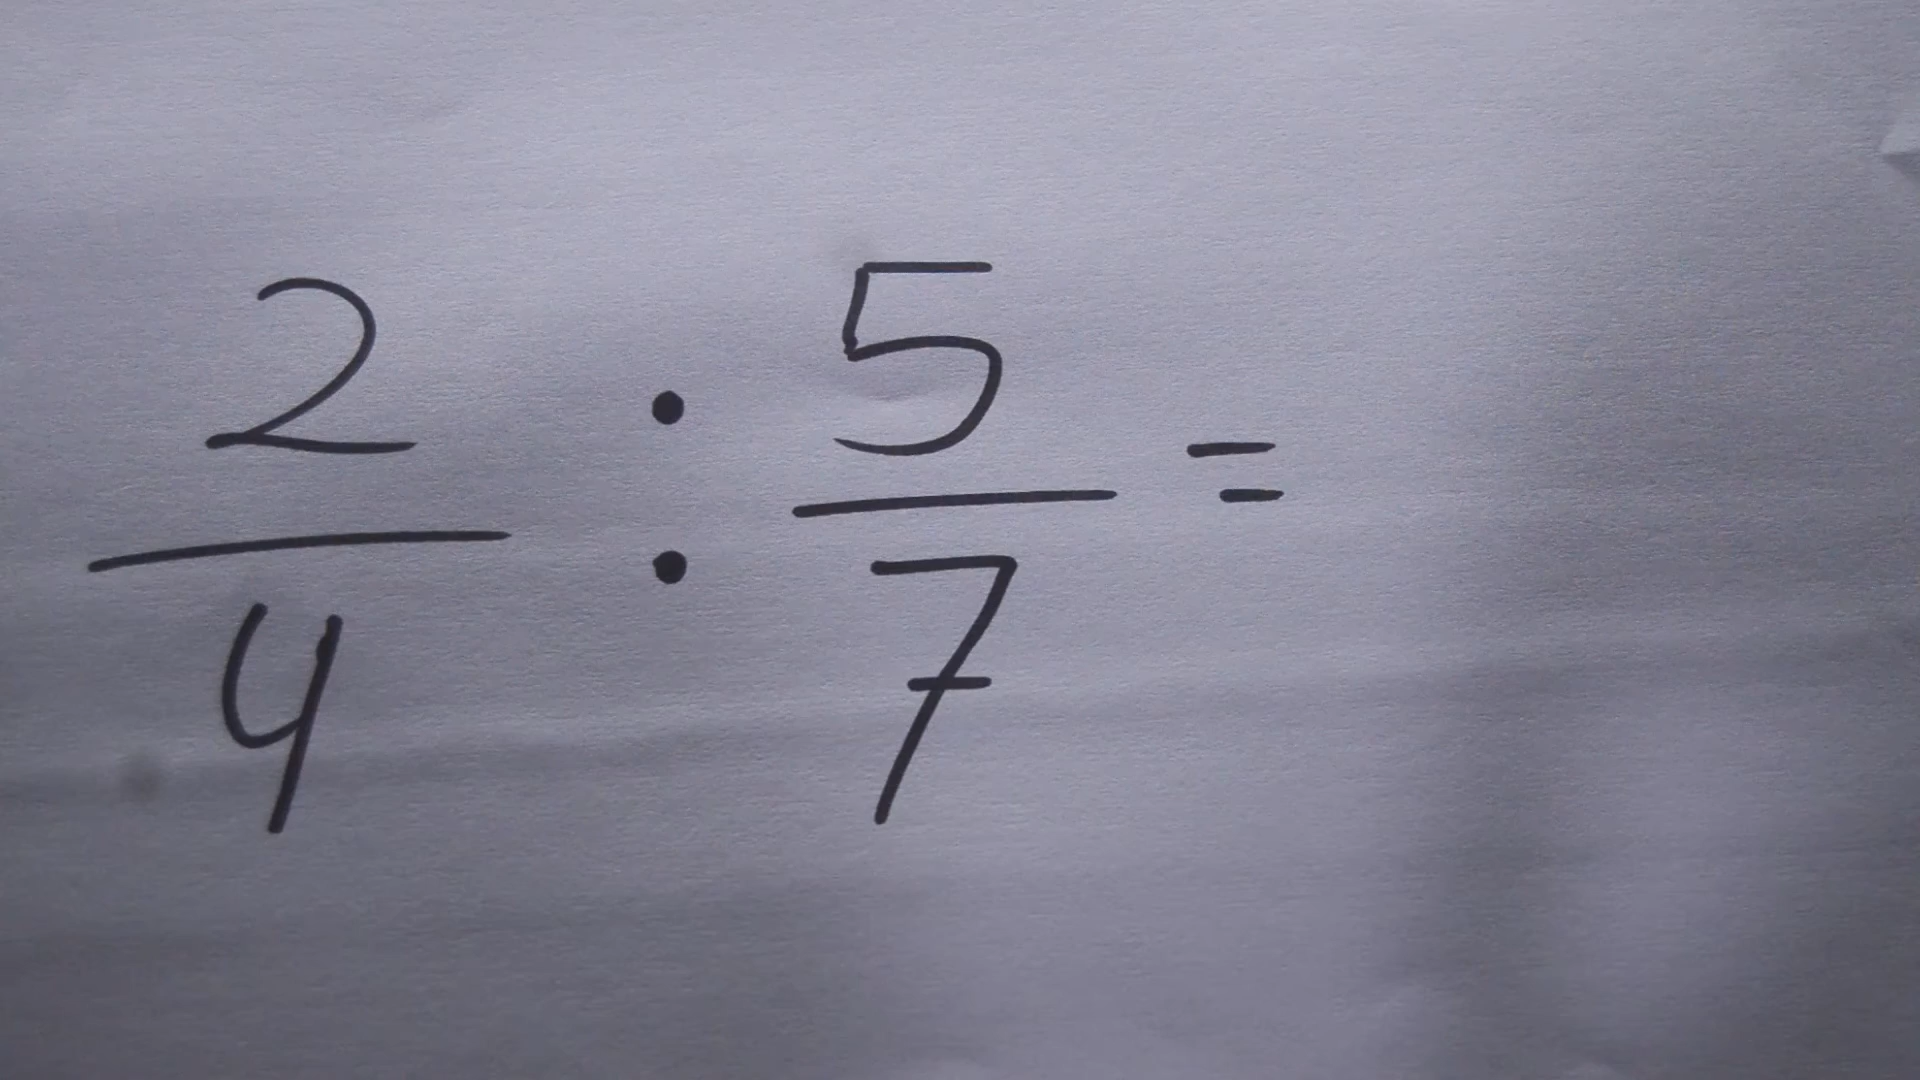 2/4 : 5/7 =